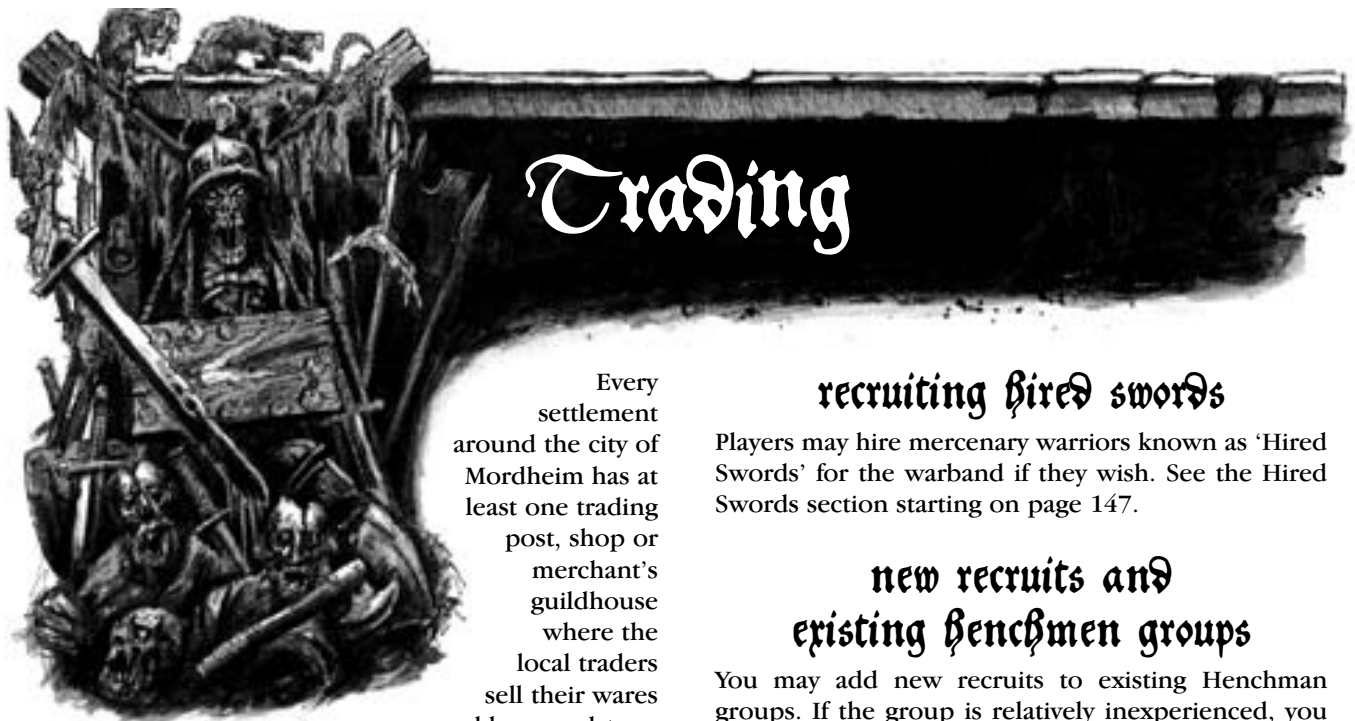 Trading
Every
settlement
around the city of
Mordheim has at
least one trading
post, shop or
merchant's
guildhouse
where the
local traders
sell their wares
recruiting hired swords
Players may hire mercenary warriors known as ‘Hired
Swords’ for the warband if they wish. See the Hired
Swords section starting on page 147.
new recruits and
existing henchmen groups
You may add new recruits to existing Henchman
groups. If the group is relatively inexperienced, you